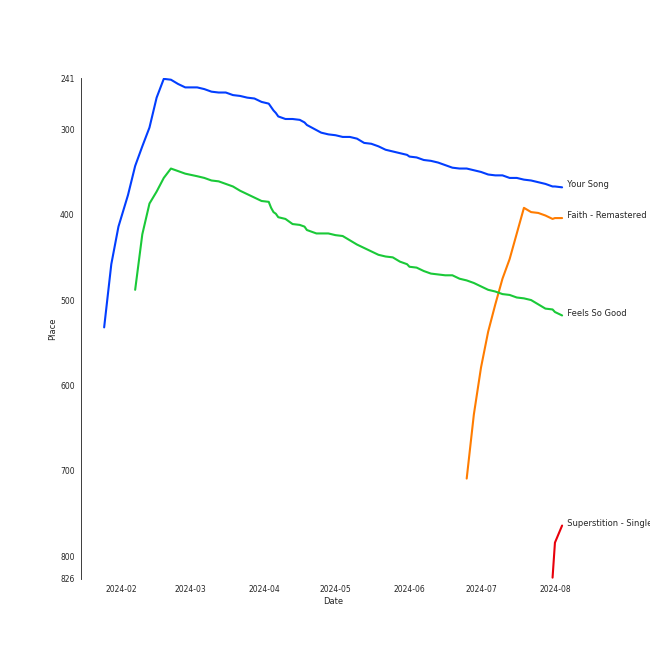 241
300
400
500
600
700
800
826
Place
Your Song
Faith - Remastered
Feels So Good
Superstition - Single
2024-02 2024-03 2024-04 2024-05 2024-06 2024-07 2024-08
Date